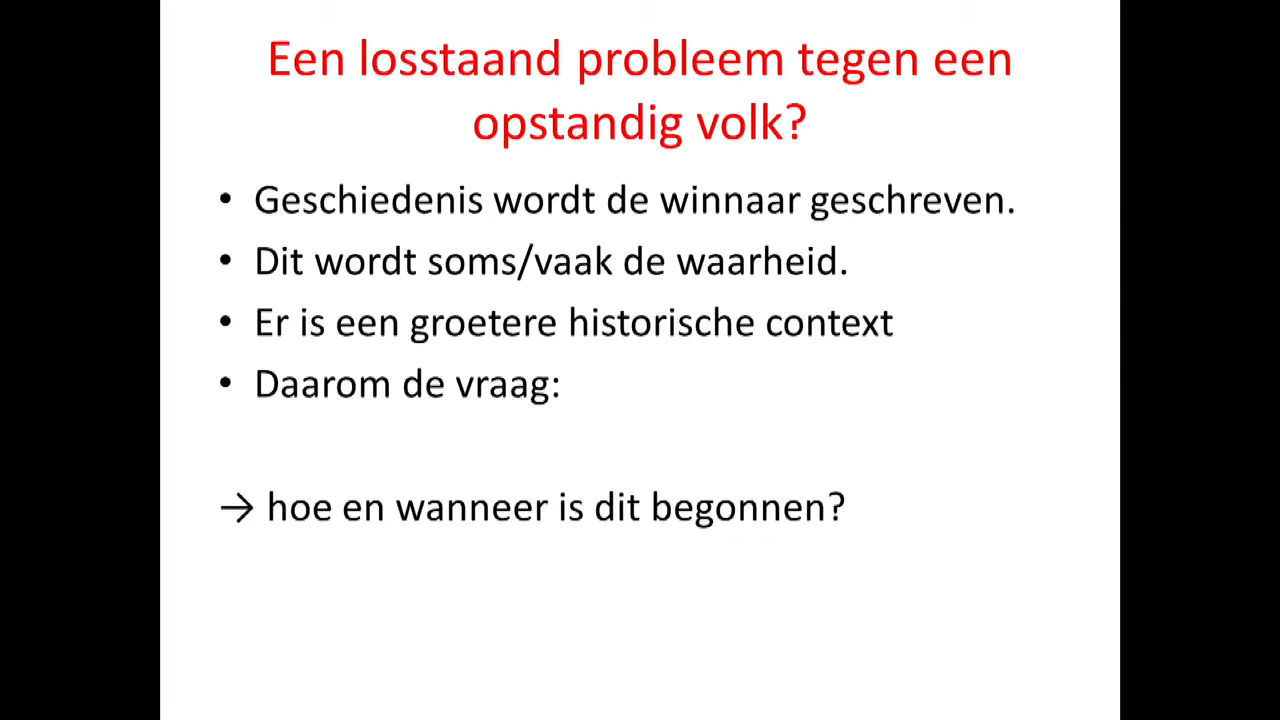 Een losstaand probleem tegen een
opstandig volk?
• Geschiedenis wordt de winnaar geschreven.
• Dit wordt soms/vaak de waarheid.
• Er is een groetere historische context
• Daarom de vraag:
→ hoe en wanneer is dit begonnen?